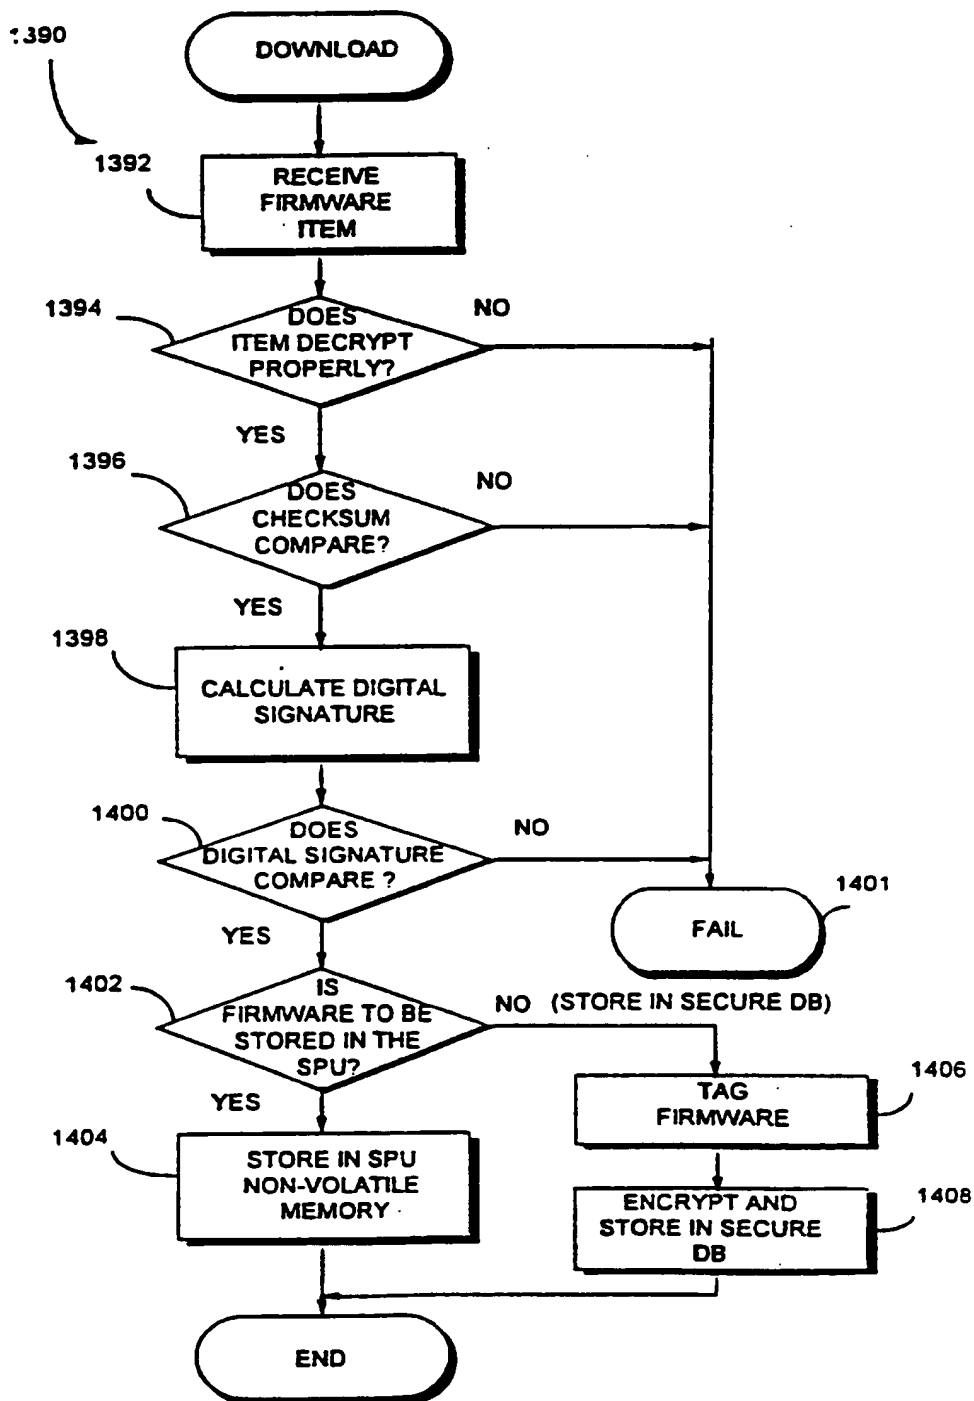 1390
DOWNLOAD
1392
RECEIVE
FIRMWARE
ITEM
1394
DOES
ITEM DECRYPT
PROPERLY?
NO
YES
1396
DOES
CHECKSUM
COMPARE?
NO
YES
1398
CALCULATE DIGITAL
SIGNATURE
1400
DOES
DIGITAL SIGNATURE
COMPARE ?
NO
1401
FAIL
YES
1402
IS
FIRMWARE TO BE
STORED IN THE
SPU?
NO (STORE IN SECURE DB)
1406
TAG
FIRMWARE
YES
1404
STORE IN SPU
NON-VOLATILE
MEMORY
1408
ENCRYPT AND
STORE IN SECURE
DB
END